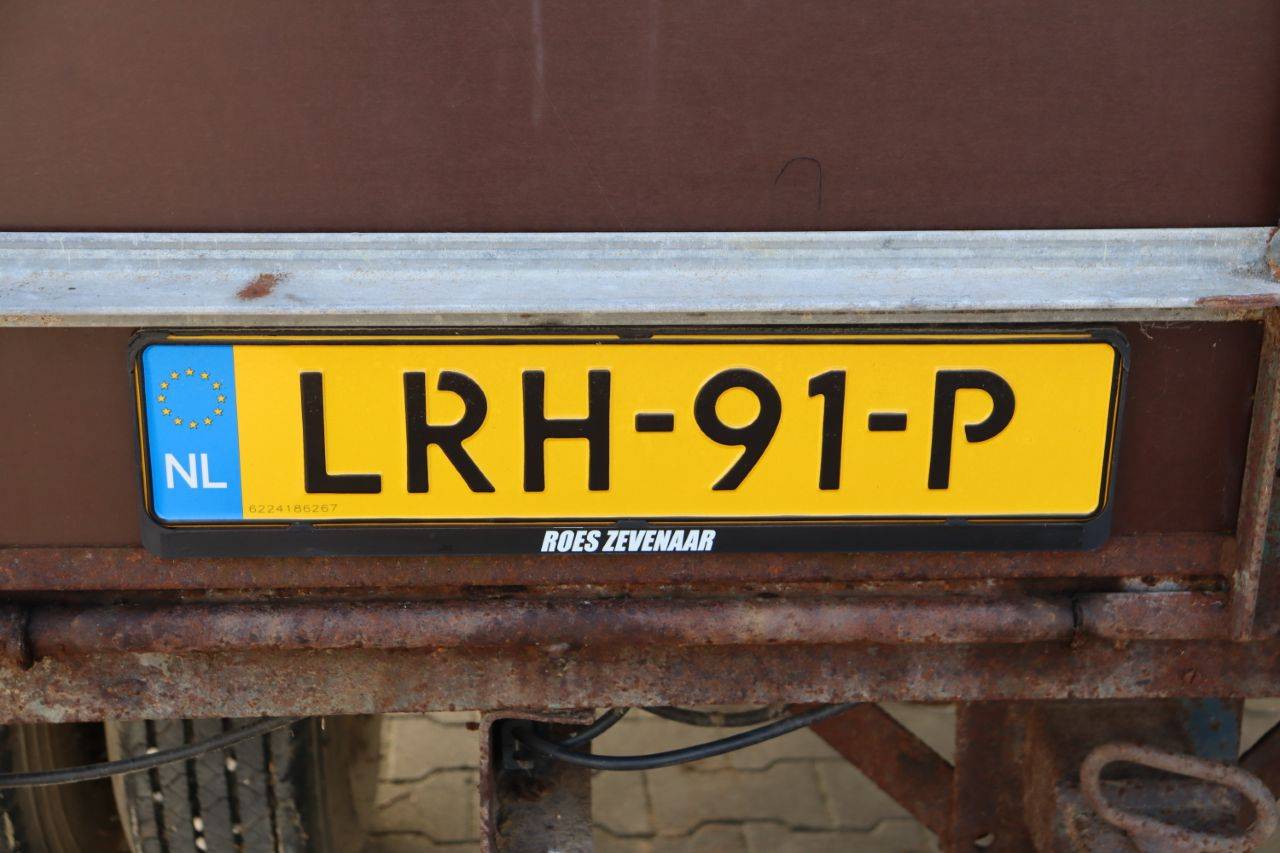 NL
LRH-91-P
6224186267
ROES ZEVENAAR